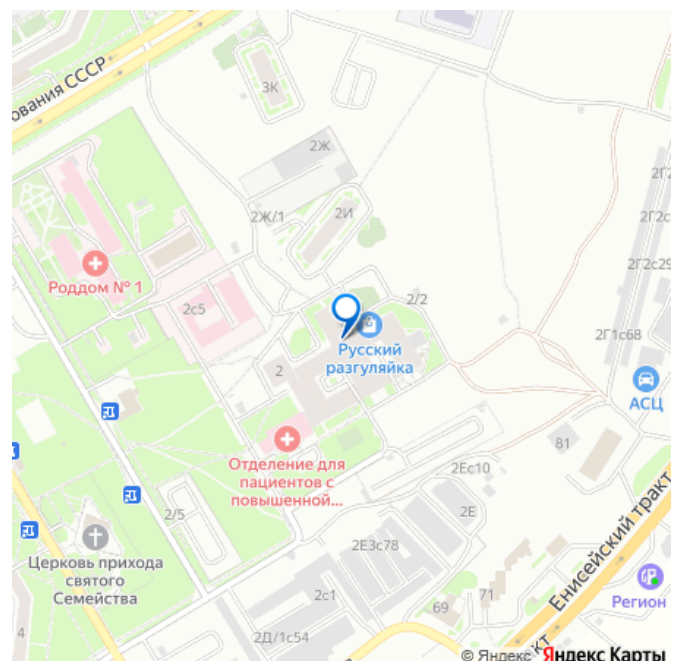 ования СССР
3К
2Ж
2Ж/1
2И
2Г2с
2Г2с29
Роддом № 1
2с5
2/2
2Г1с68
Русский
разгуляйка
2
АСЦ
81
Отделение для
пациентов с
повышенной...
2Ес10
2/5
2Е
2Е3с78
Церковь прихода
святого
Семейства
Енисейский тракт
Регион
2с1
71
69
4
2Д/1с54
кт
© Яндекс Яндекс Карты